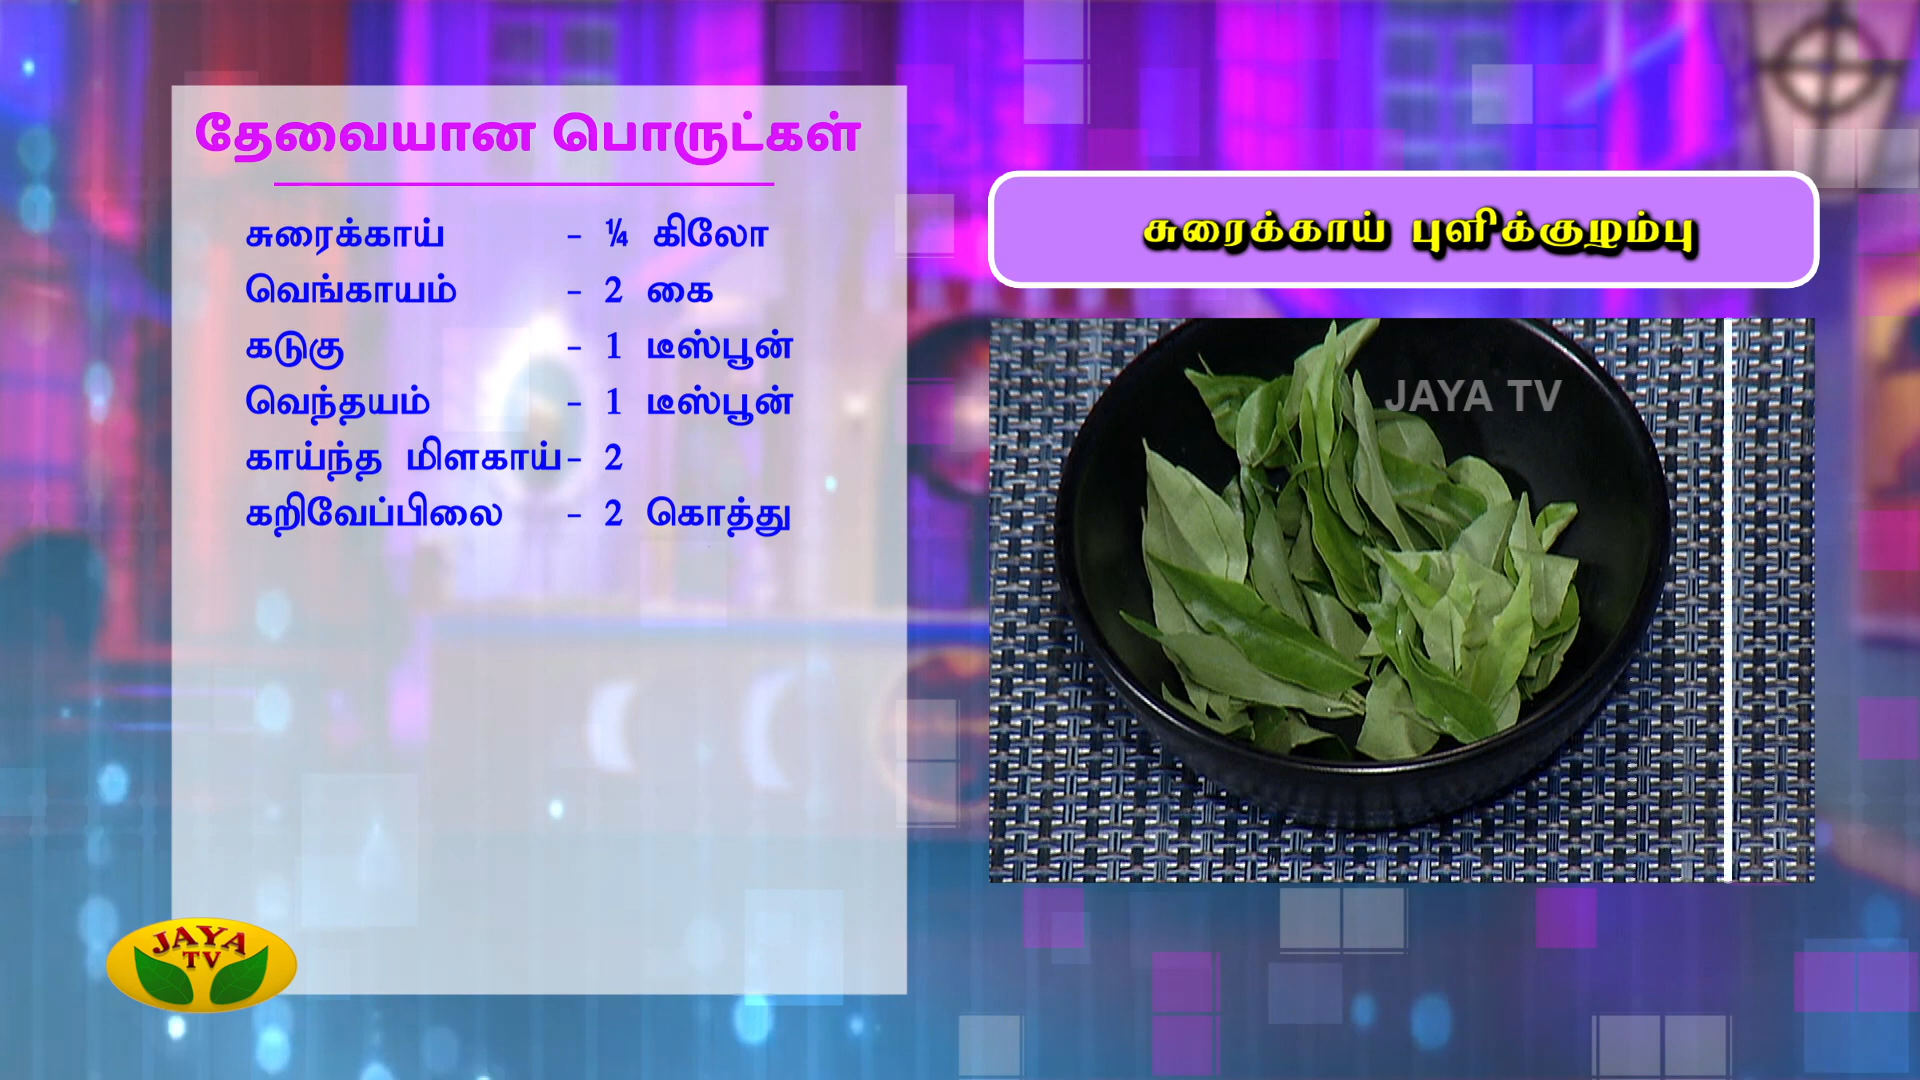 தேவையான பொருட்கள்
சுரைக்காய் - ¼ கிலோ
வெங்காயம் - 2 கை
கடுகு - 1 டீஸ்பூன்
வெந்தயம் - 1 டீஸ்பூன்
காய்ந்த மிளகாய் - 2
கறிவேப்பிலை - 2 கொத்து
சுரைக்காய் புளிக்குழம்பு
JAYA TV
JAYA
TV